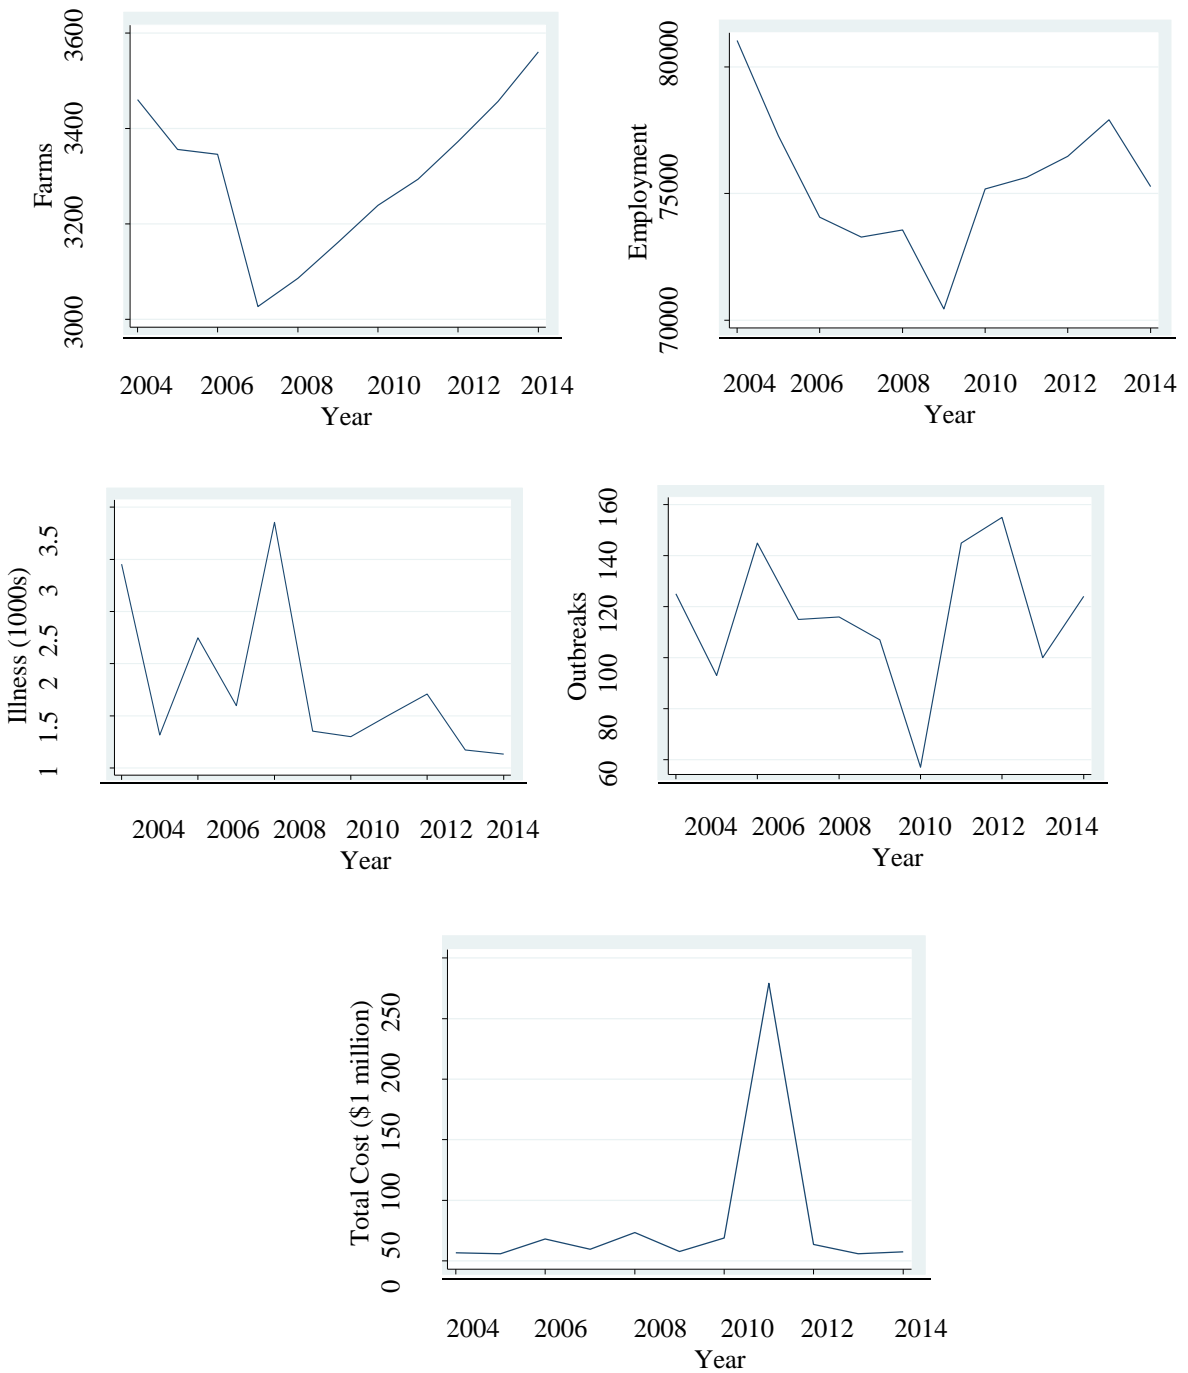 Farms
3000 3200 3400 3600
2004 2006 2008 2010 2012 2014
Year
Employment
70000 75000 80000
2004 2006 2008 2010 2012 2014
Year
Illness (1000s)
1 1.5 2 2.5 3 3.5
2004 2006 2008 2010 2012 2014
Year
Outbreaks
60 80 100 120 140 160
2004 2006 2008 2010 2012 2014
Year
Total Cost ($1 million)
0 50 100 150 200 250
2004 2006 2008 2010 2012 2014
Year